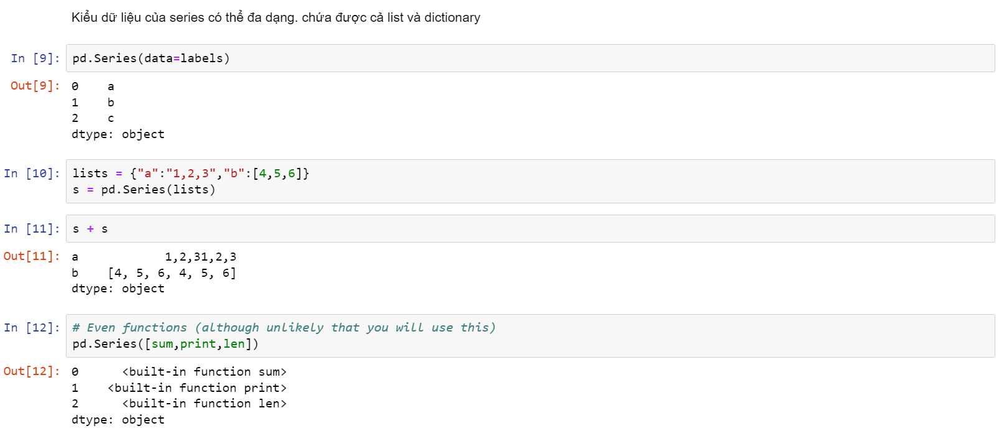 Kiểu dữ liệu của series có thể đa dạng. chứa được cả list và dictionary
In [9]: pd.Series(data=labels)
Out[9]: 0    a
1    b
2    c
dtype: object
In [10]: lists = {"a":"1,2,3","b":[4,5,6]}
s = pd.Series(lists)
In [11]: s + s
Out[11]: a            1,2,31,2,3
b    [4, 5, 6, 4, 5, 6]
dtype: object
In [12]: # Even functions (although unlikely that you will use this)
pd.Series([sum,print,len])
Out[12]: 0      <built-in function sum>
1    <built-in function print>
2      <built-in function len>
dtype: object